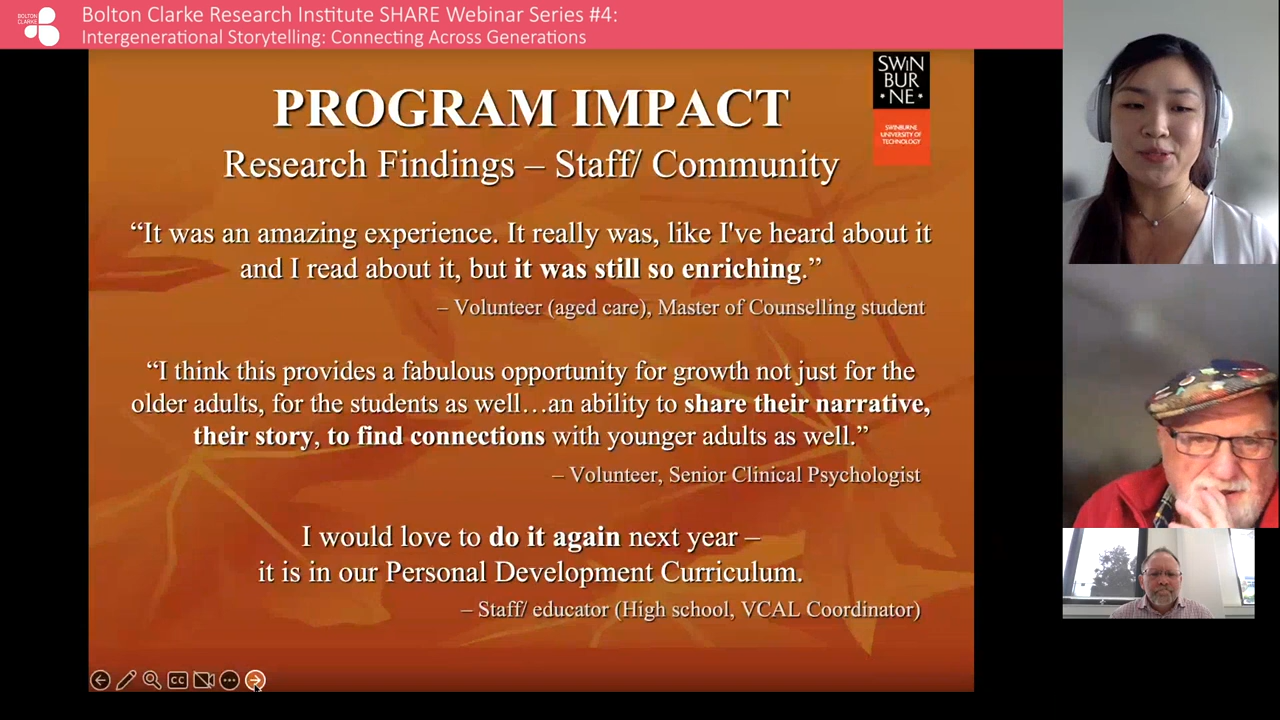 BOLTON
CLARKE
Bolton Clarke Research Institute SHARE Webinar Series #4:
Intergenerational Storytelling: Connecting Across Generations
SWiN
BUR
*NE*
SWINBURNE
UNIVERSITY OF
TECHNOLOGY
PROGRAM IMPACT
Research Findings – Staff/ Community
“It was an amazing experience. It really was, like I've heard about it
and I read about it, but it was still so enriching.”
– Volunteer (aged care), Master of Counselling student
“I think this provides a fabulous opportunity for growth not just for the
older adults, for the students as well…an ability to share their narrative,
their story, to find connections with younger adults as well.”
– Volunteer, Senior Clinical Psychologist
I would love to do it again next year –
it is in our Personal Development Curriculum.
– Staff/ educator (High school, VCAL Coordinator)
CC